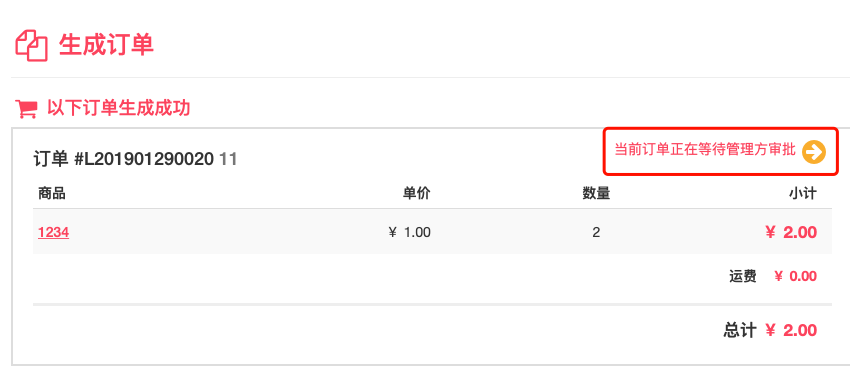 生成订单
以下订单生成成功
订单 #L201901290020 11
当前订单正在等待管理方审批
商品 单价 数量 小计
1234 ¥ 1.00 2 ¥ 2.00
运费 ¥ 0.00
总计 ¥ 2.00